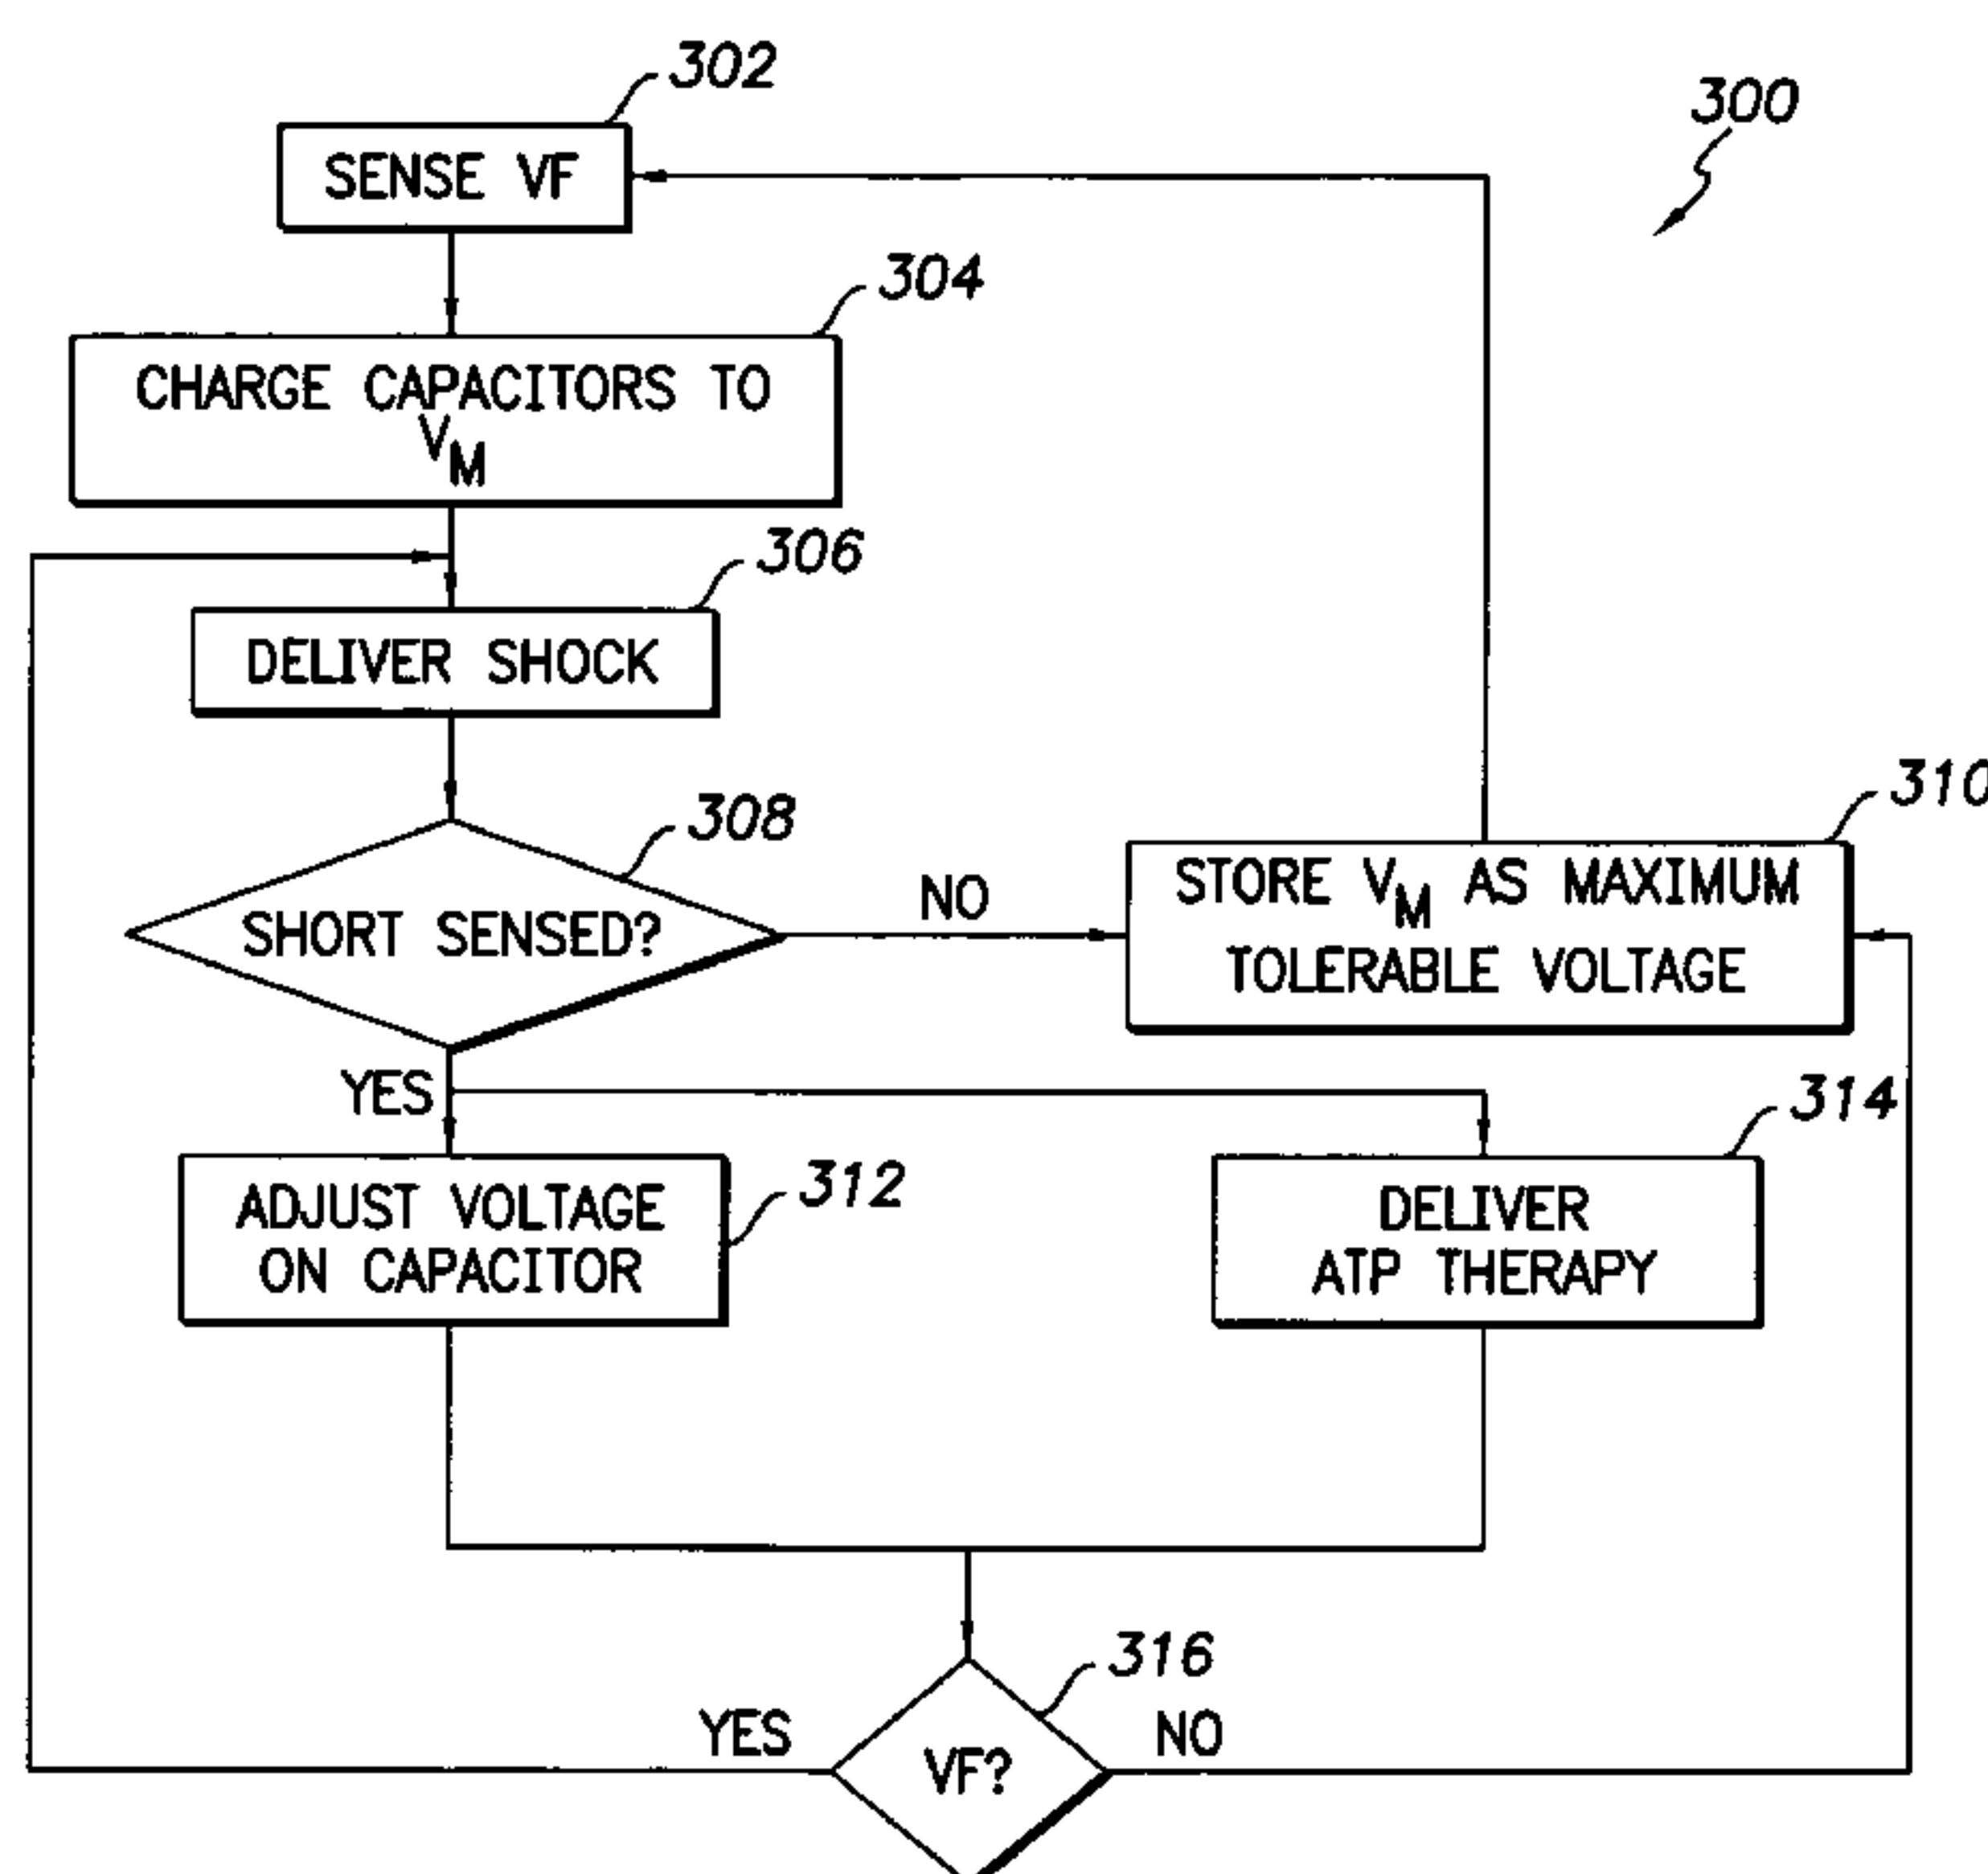 302
300
SENSE VF
304
CHARGE CAPACITORS TO
VM
306
DELIVER SHOCK
308
310
SHORT SENSED?
NO
STORE VM AS MAXIMUM
TOLERABLE VOLTAGE
YES
314
312
ADJUST VOLTAGE
ON CAPACITOR
DELIVER
ATP THERAPY
316
YES
VF?
NO